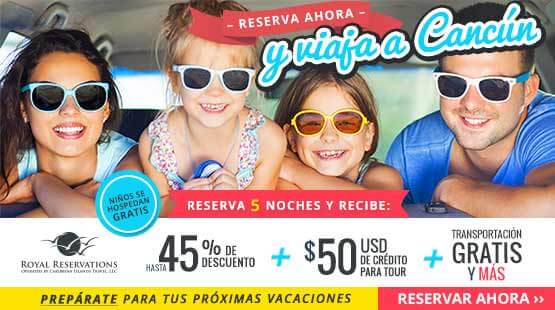 – RESERVA AHORA –
y viaja a Cancún
NIÑOS SE
HOSPEDAN
GRATIS
RESERVA 5 NOCHES Y RECIBE:
ROYAL RESERVATIONS
OPERATED BY CARIBBEAN ISLANDS TRAVEL, LLC
HASTA 45% DE DESCUENTO
+
$50 USD DE CRÉDITO PARA TOUR
+
TRANSPORTACIÓN
GRATIS
Y MÁS
PREPÁRATE PARA TUS PRÓXIMAS VACACIONES
RESERVAR AHORA ››